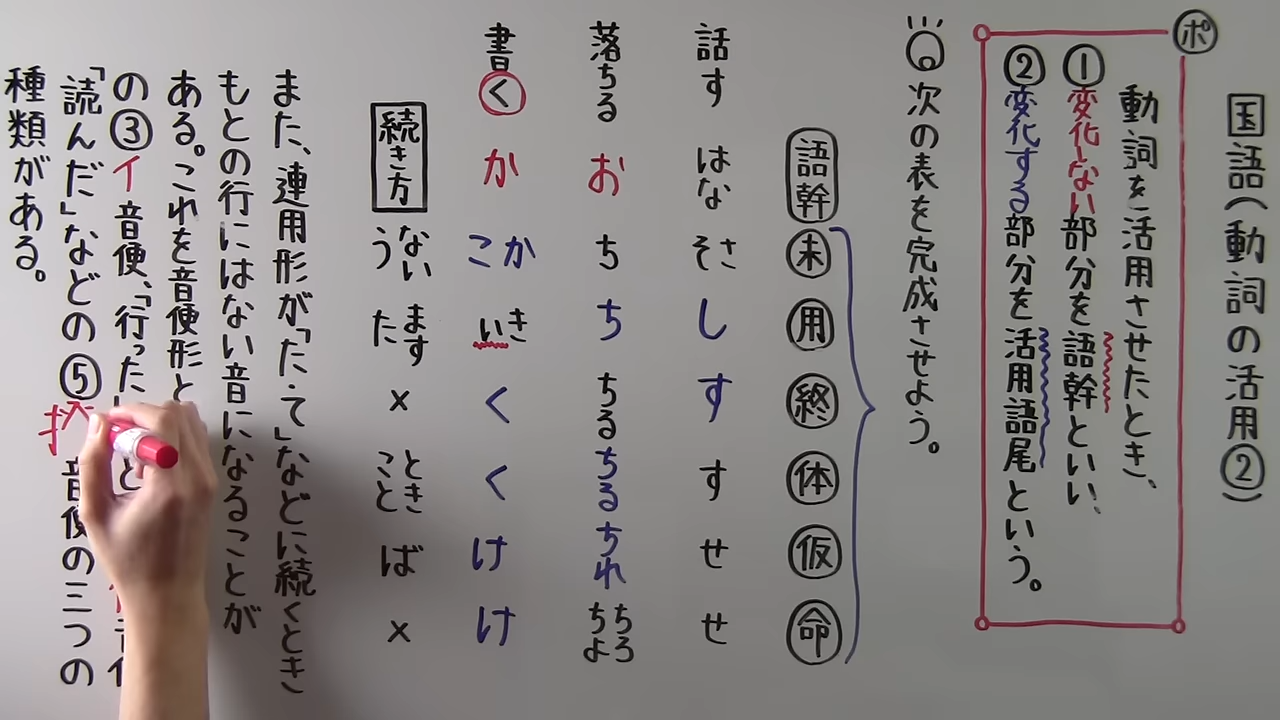 国語(動詞の活用②)
ポ
動詞を活用させたとき、
①変化しない部分を語幹といい、
②変化する部分を活用語尾という。
Q次の表を完成させよう。
語幹 未 用 終 体 仮 命
話す はな さそ し す す せ せ
落ちる お ち ち ちる ちる ちれ ちろちよ
書く か かこ きい く く け け
続き方 ないう ますた × ときこと ば ×
また、連用形が「たて」などに続くとき
もとの行にはない音になることが
ある。これを音便形と
の③イ音便、「行った」と
「読んだ」などの⑤音便の三つの
種類がある。